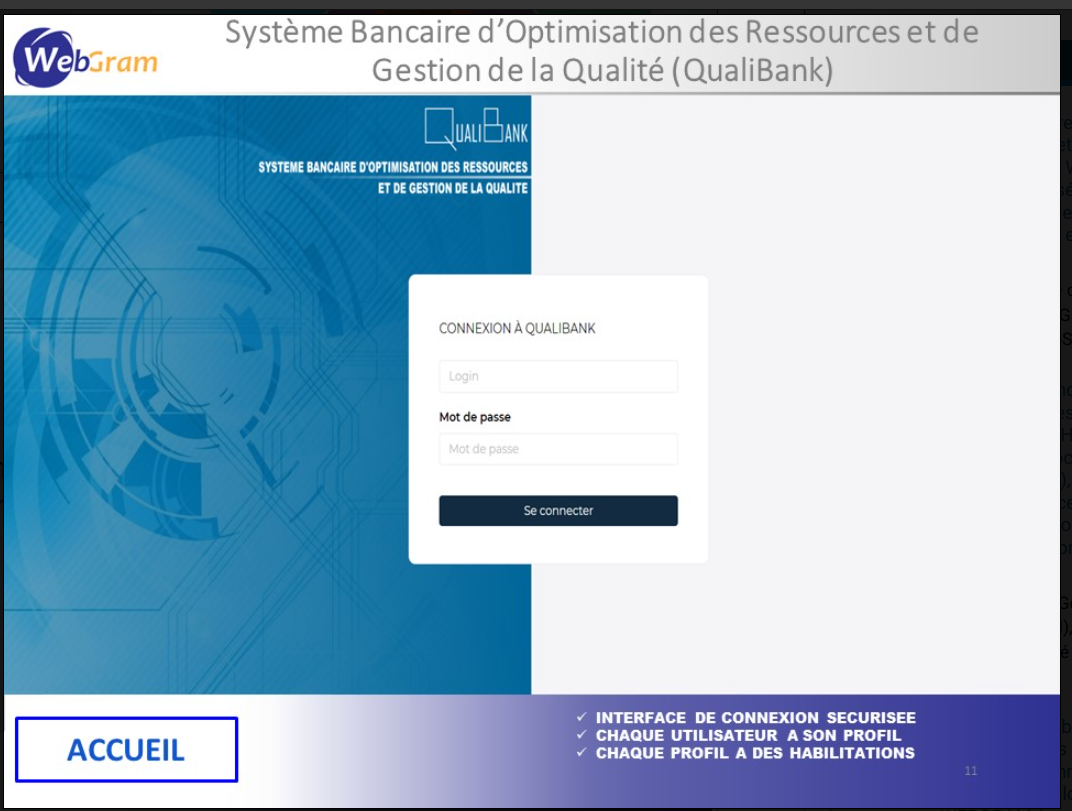 WebGram
Système Bancaire d'Optimisation des Ressources et de
Gestion de la Qualité (QualiBank)
QUALIBANK
SYSTEME BANCAIRE D'OPTIMISATION DES RESSOURCES
ET DE GESTION DE LA QUALITE
CONNEXION À QUALIBANK
Login
Mot de passe
Mot de passe
Se connecter
ACCUEIL
✓ INTERFACE DE CONNEXION SECURISEE
✓ CHAQUE UTILISATEUR A SON PROFIL
✓ CHAQUE PROFIL A DES HABILITATIONS
11